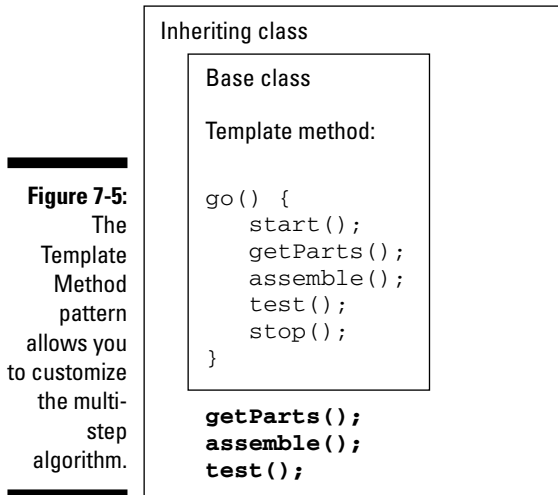 Inheriting class
Base class
Template method:
go() {
start();
getParts();
assemble();
test();
stop();
}
getParts();
assemble();
test();
Figure 7-5:
The
Template
Method
pattern
allows you
to customize
the multi-
step
algorithm.